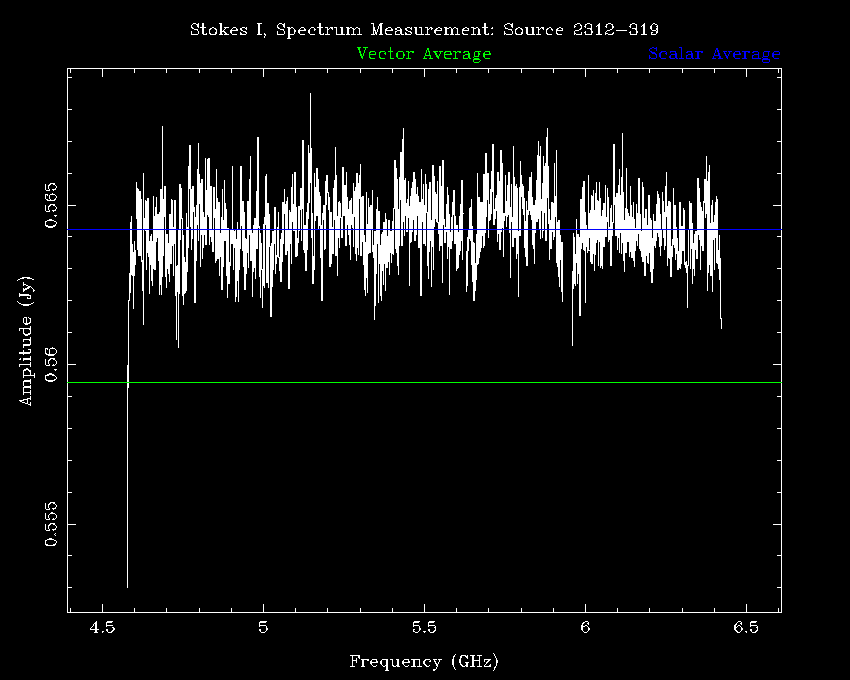 Stokes I, Spectrum Measurement: Source 2312-319
Vector Average Scalar Average
0.565
0.56
0.555
Amplitude (Jy)
4.5 5 5.5 6 6.5
Frequency (GHz)